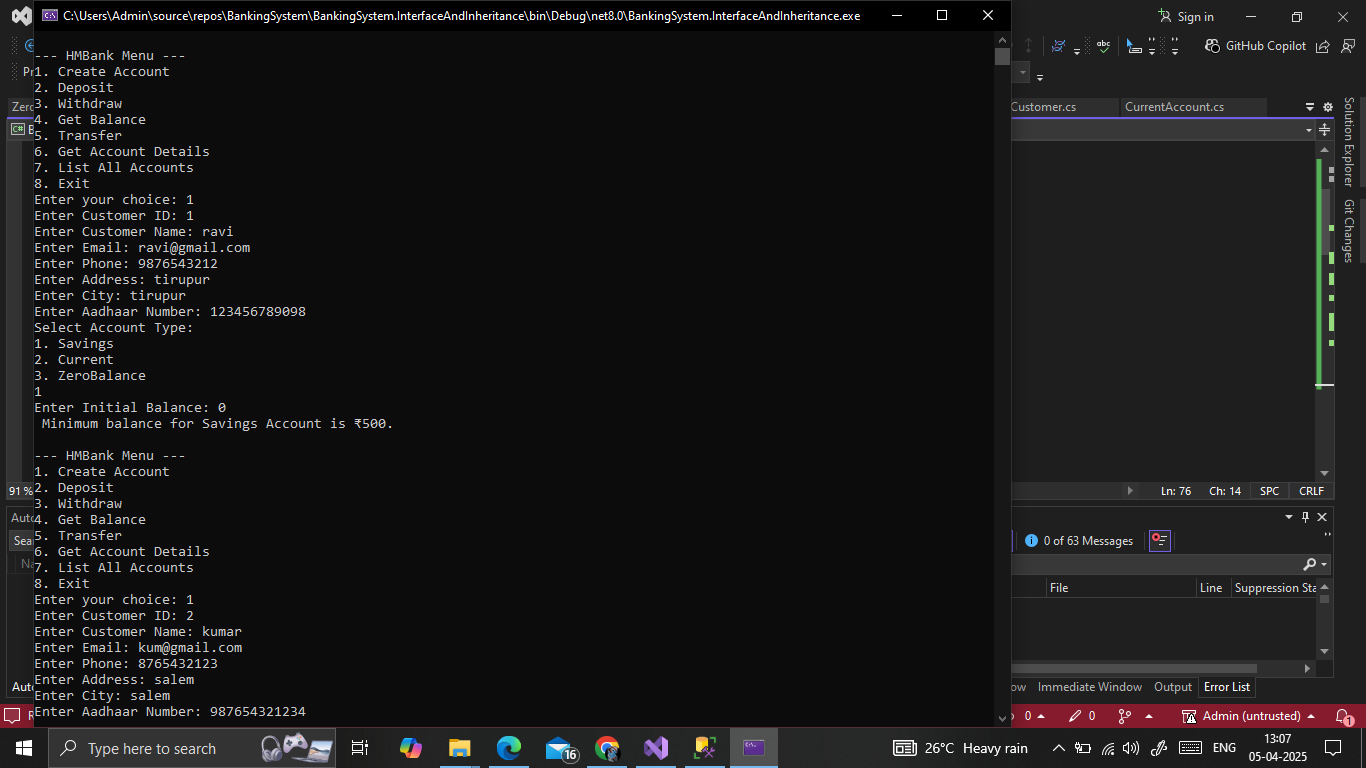 C:\Users\Admin\source\repos\BankingSystem\BankingSystem.InterfaceAndInheritance\bin\Debug\net8.0\BankingSystem.InterfaceAndInheritance.exe
Sign in
GitHub Copilot
--- HMBank Menu ---
1. Create Account
2. Deposit
3. Withdraw
4. Get Balance
5. Transfer
6. Get Account Details
7. List All Accounts
8. Exit
Enter your choice: 1
Enter Customer ID: 1
Enter Customer Name: ravi
Enter Email: ravi@gmail.com
Enter Phone: 9876543212
Enter Address: tirupur
Enter City: tirupur
Enter Aadhaar Number: 123456789098
Select Account Type:
1. Savings
2. Current
3. ZeroBalance
1
Enter Initial Balance: 0
Minimum balance for Savings Account is ₹500.
--- HMBank Menu ---
1. Create Account
2. Deposit
3. Withdraw
4. Get Balance
5. Transfer
6. Get Account Details
7. List All Accounts
8. Exit
Enter your choice: 1
Enter Customer ID: 2
Enter Customer Name: kumar
Enter Email: kum@gmail.com
Enter Phone: 8765432123
Enter Address: salem
Enter City: salem
Enter Aadhaar Number: 987654321234
Customer.cs CurrentAccount.cs
Solution Explorer
Git Changes
91 %
Ln: 76 Ch: 14 SPC CRLF
0 of 63 Messages
File Line Suppression Sta
Immediate Window Output Error List
0 0 Admin (untrusted) 1
Type here to search
16
26°C Heavy rain
ENG
13:07
05-04-2025